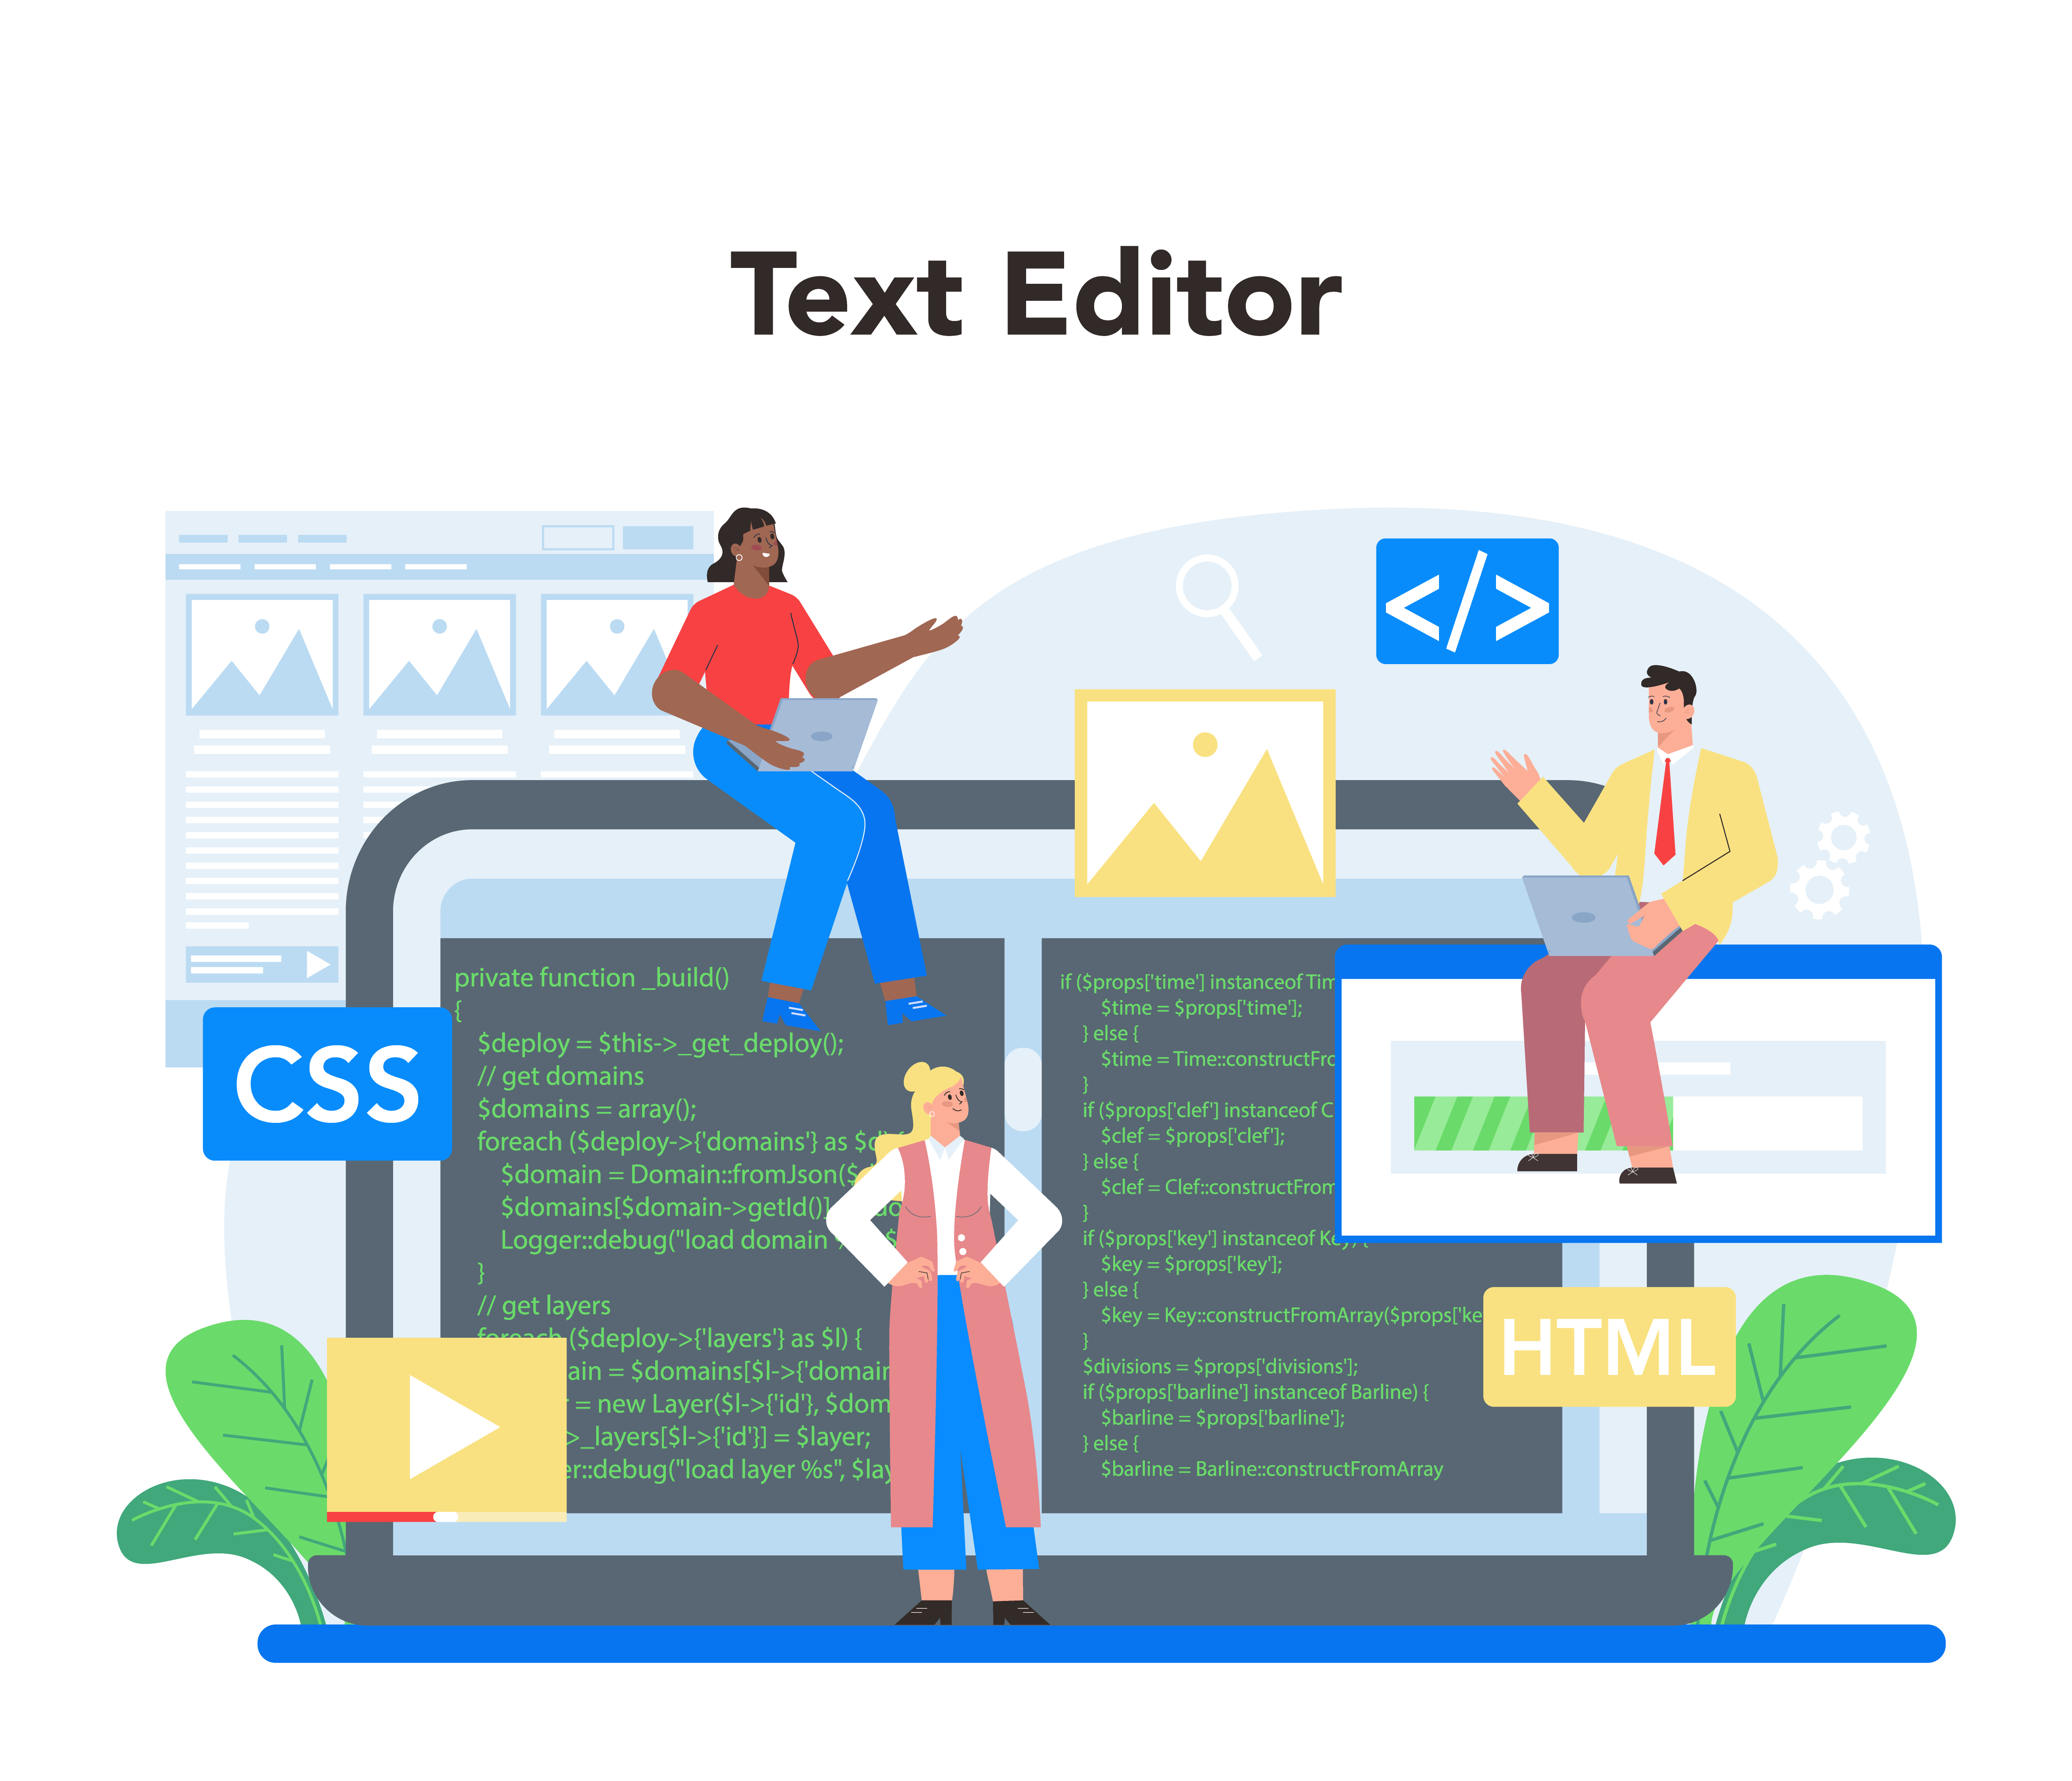 Text Editor
</>
private function _build()
{
$deploy = $this->_get_deploy();
// get domains
$domains = array();
foreach ($deploy->{'domains'} as $d) {
$domain = Domain::fromJson($
$domains[$domain->getId()]
Logger::debug("load domain
}
// get layers
foreach ($deploy->{'layers'} as $l) {
= $domains[$l->{'domain
= new Layer($l->{'id'}, $dom
>_layers[$l->{'id'}] = $layer;
::debug("load layer %s", $lay
if ($props['time'] instanceof Tim
$time = $props['time'];
} else {
$time = Time::constructFro
}
if ($props['clef'] instanceof C
$clef = $props['clef'];
} else {
$clef = Clef::constructFrom
}
if ($props['key'] instanceof Key) {
$key = $props['key'];
} else {
$key = Key::constructFromArray($props['ke
}
$divisions = $props['divisions'];
if ($props['barline'] instanceof Barline) {
$barline = $props['barline'];
} else {
$barline = Barline::constructFromArray
CSS
HTML